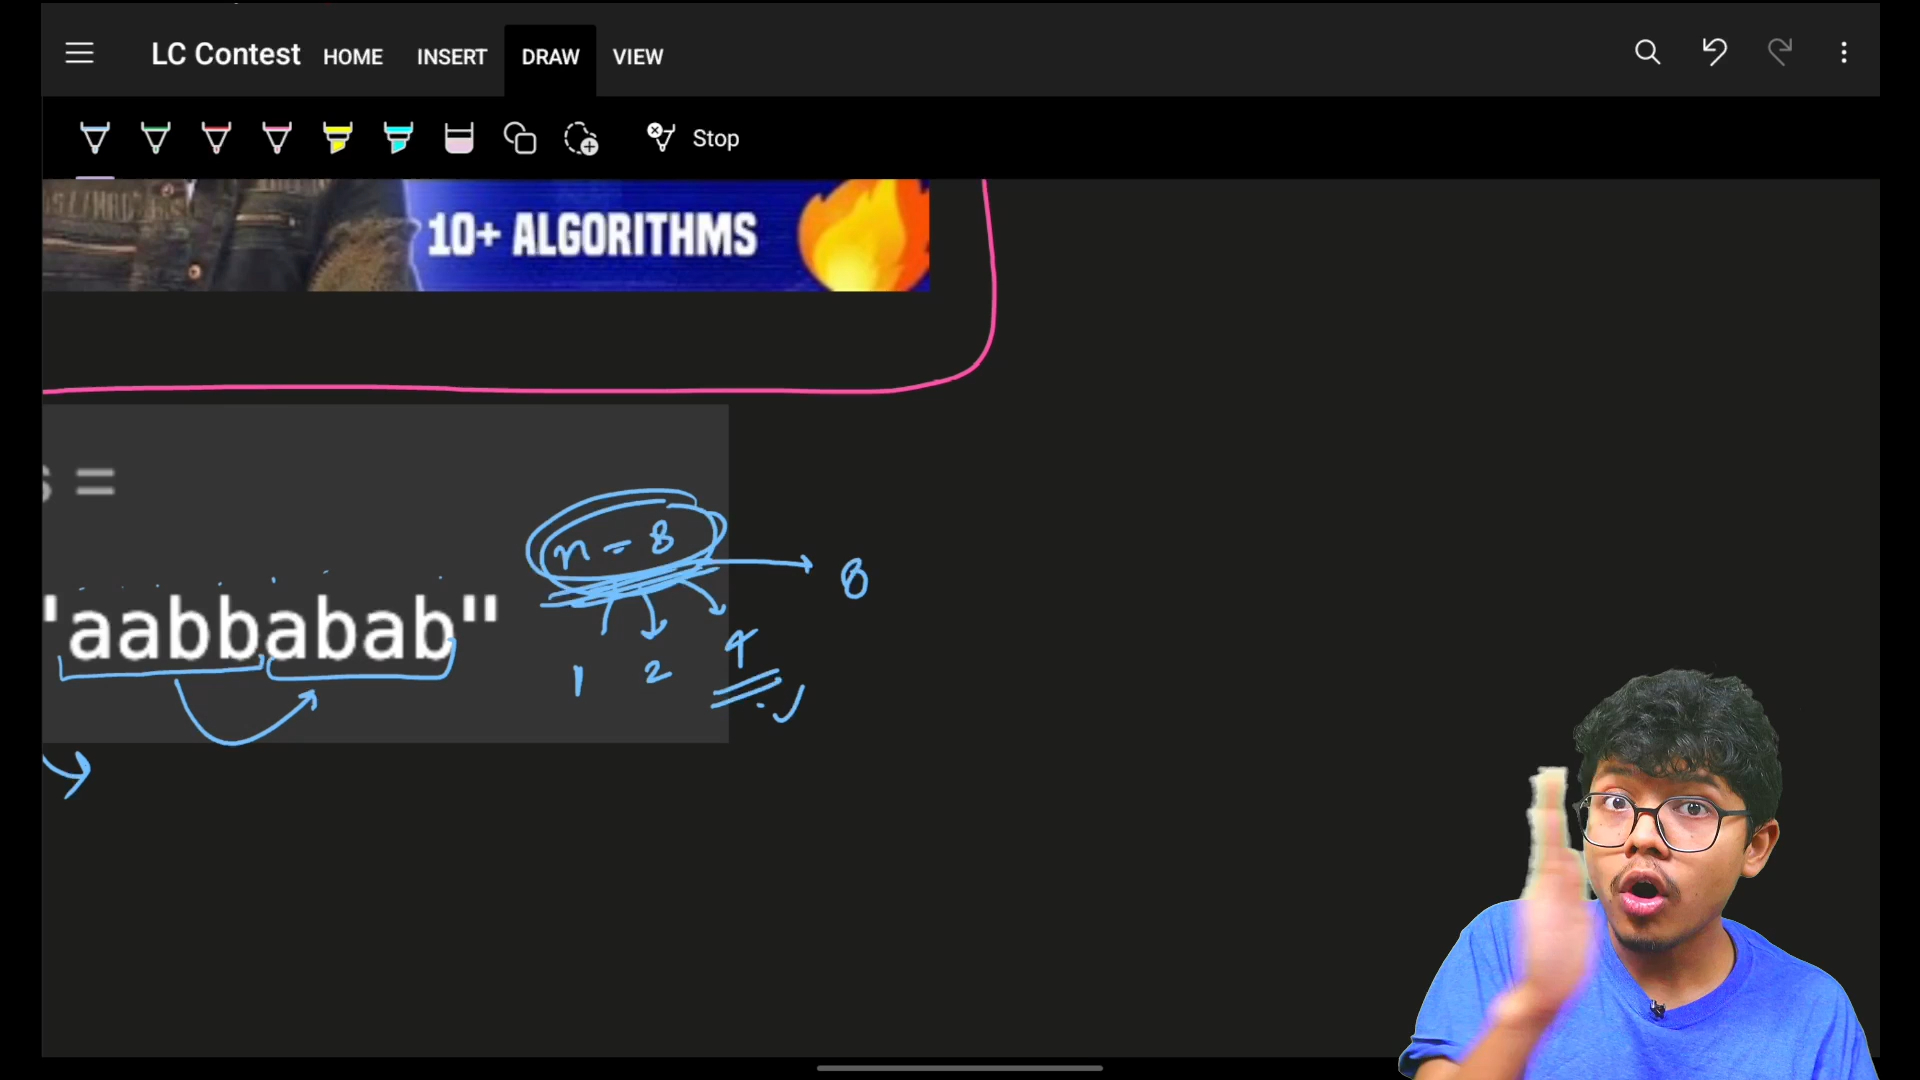 LC Contest HOME INSERT DRAW VIEW
Stop
10+ ALGORITHMS
s =
n = 8
8
"aabbabab"
1 2 4